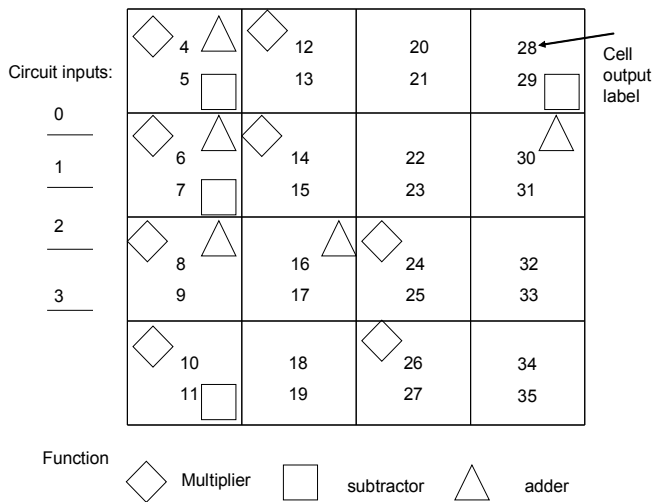 4 12 20 28
Circuit inputs:
5 13 21 29
Cell
output
label
0
6 14 22 30
1
7 15 23 31
2
8 16 24 32
3
9 17 25 33
10 18 26 34
11 19 27 35
Function
Multiplier subtractor adder